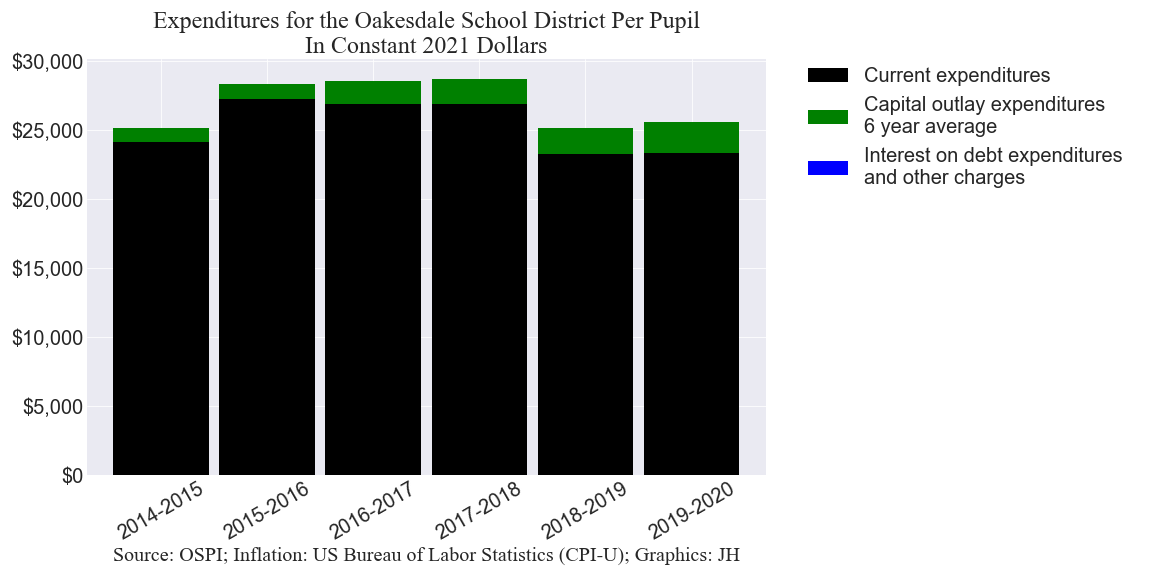 Expenditures for the Oakesdale School District Per Pupil
In Constant 2021 Dollars
$30,000
$25,000
$20,000
$15,000
$10,000
$5,000
$0
2014-2015
2015-2016
2016-2017
2017-2018
2018-2019
2019-2020
Source: OSPI; Inflation: US Bureau of Labor Statistics (CPI-U); Graphics: JH
Current expenditures
Capital outlay expenditures
6 year average
Interest on debt expenditures
and other charges